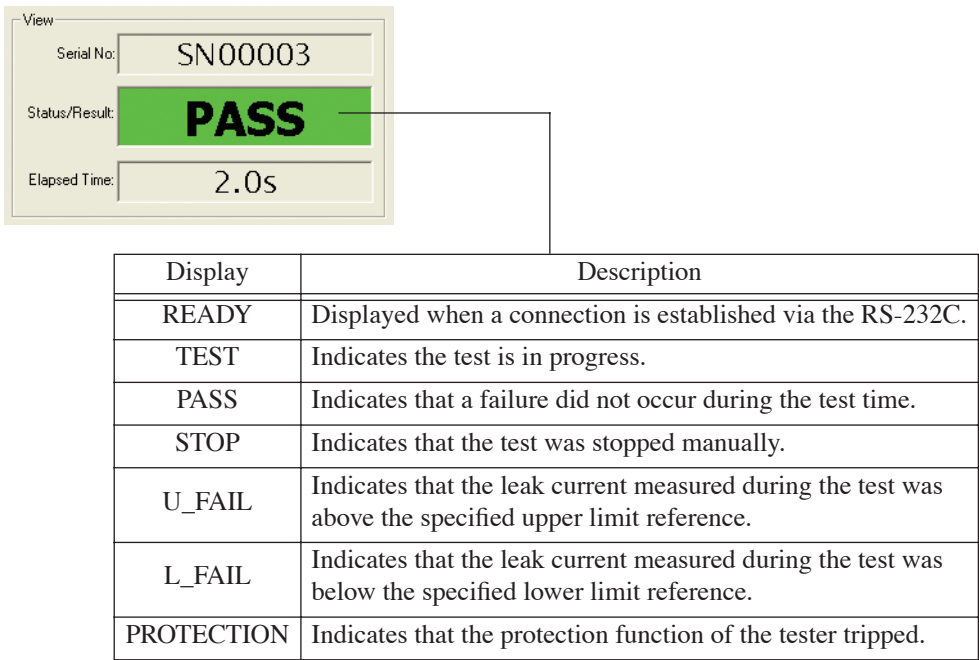 View
Serial No: SN00003
Status/Result: PASS
Elapsed Time: 2.0s
Display Description
READY Displayed when a connection is established via the RS-232C.
TEST Indicates the test is in progress.
PASS Indicates that a failure did not occur during the test time.
STOP Indicates that the test was stopped manually.
U_FAIL Indicates that the leak current measured during the test was
above the specified upper limit reference.
L_FAIL Indicates that the leak current measured during the test was
below the specified lower limit reference.
PROTECTION Indicates that the protection function of the tester tripped.